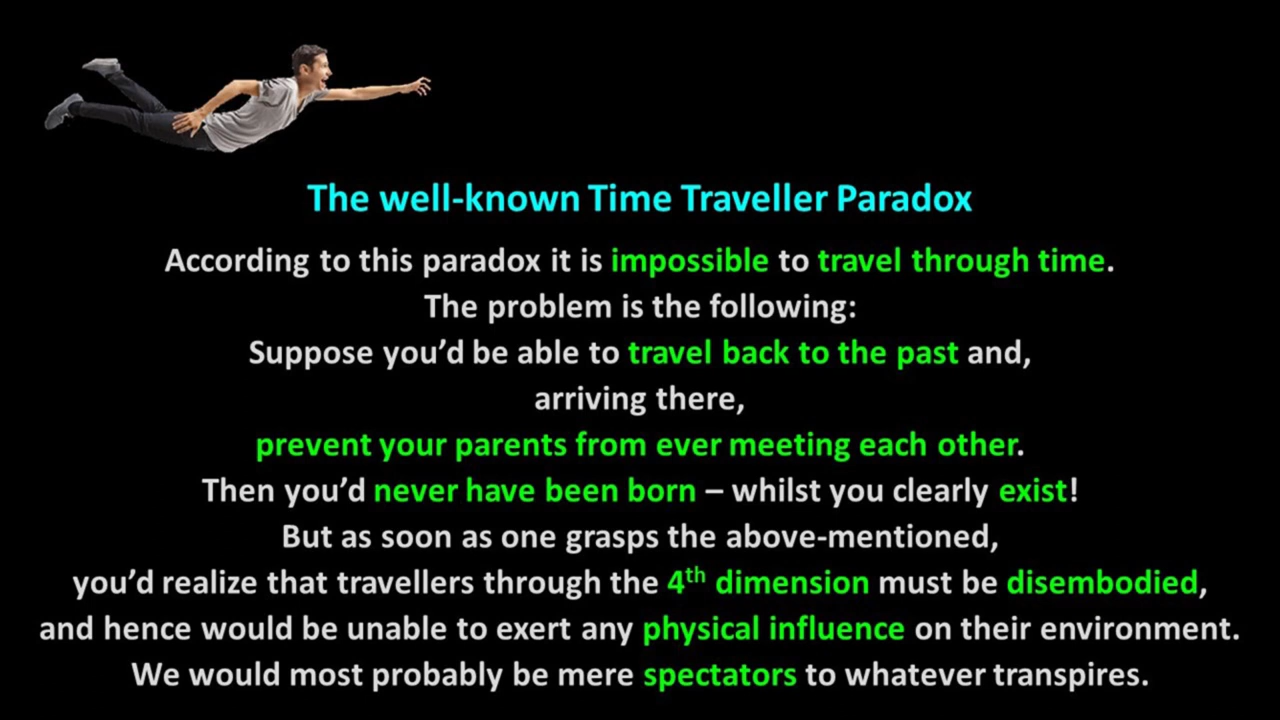 The well-known Time Traveller Paradox
According to this paradox it is impossible to travel through time.
The problem is the following:
Suppose you’d be able to travel back to the past and,
arriving there,
prevent your parents from ever meeting each other.
Then you’d never have been born – whilst you clearly exist!
But as soon as one grasps the above-mentioned,
you’d realize that travellers through the 4th dimension must be disembodied,
and hence would be unable to exert any physical influence on their environment.
We would most probably be mere spectators to whatever transpires.